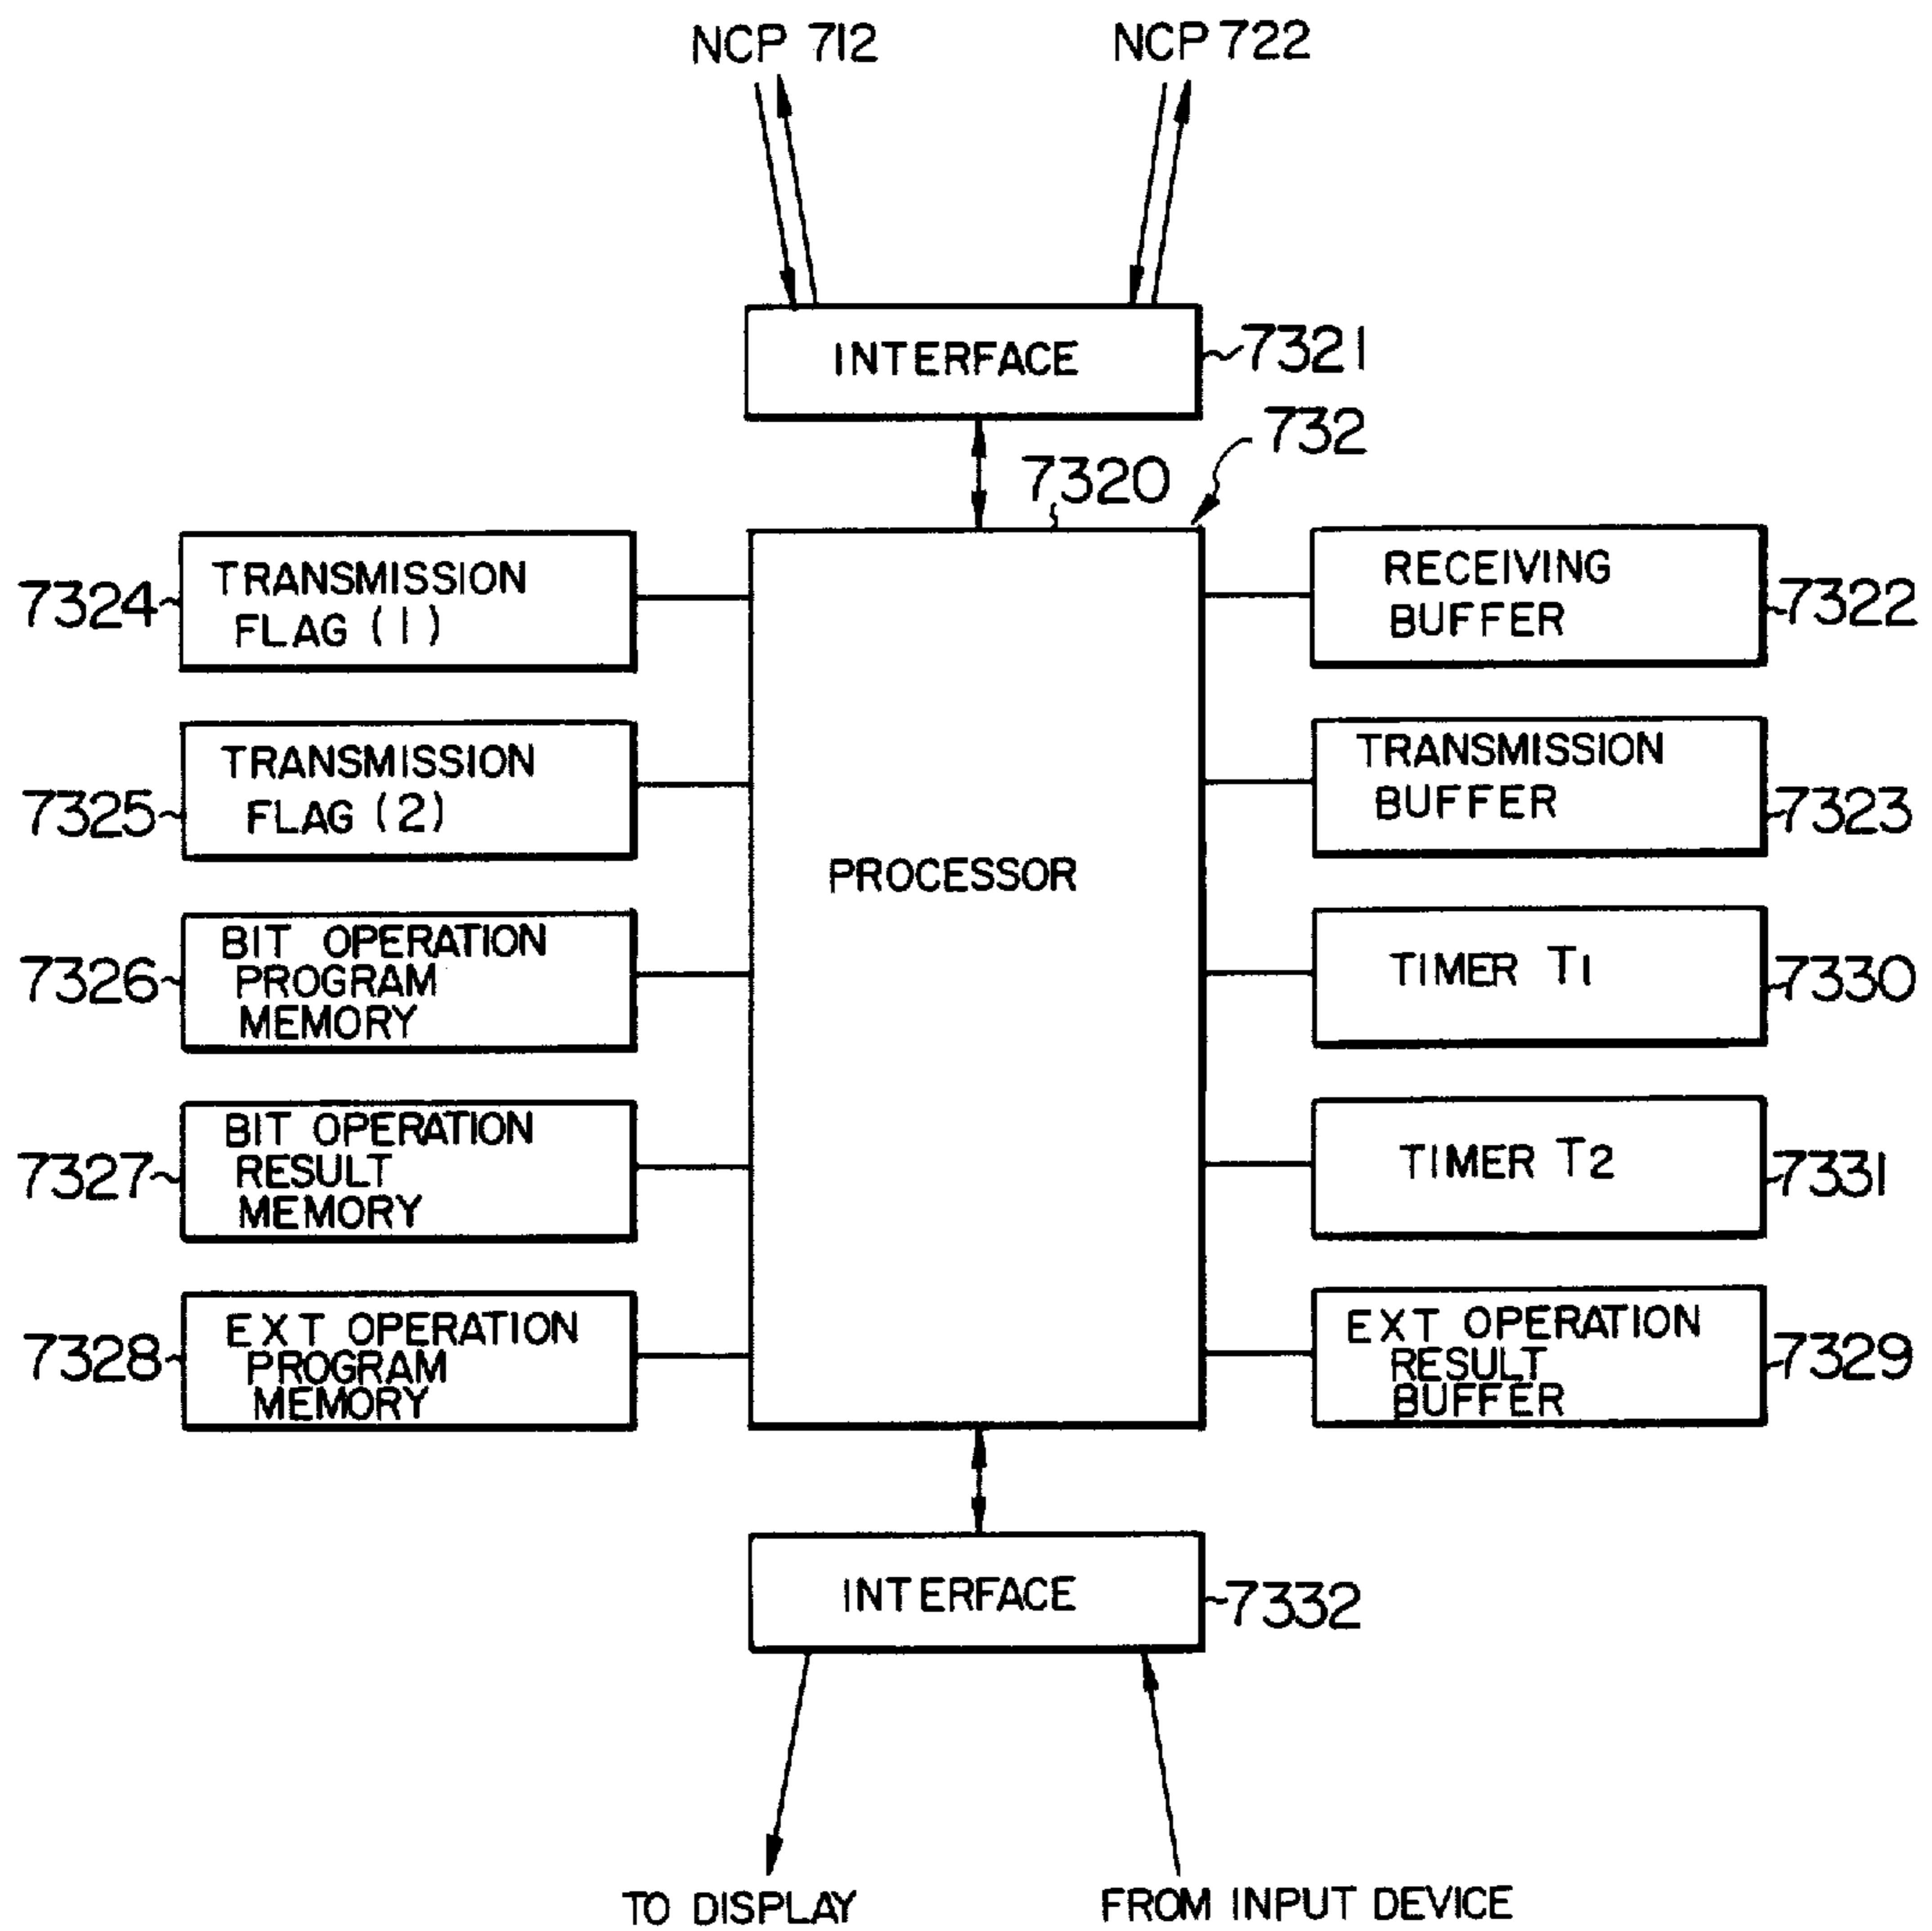 NCP 712
NCP 722
INTERFACE
7321
732
7320
7324
TRANSMISSION
FLAG (1)
RECEIVING
BUFFER
7322
7325
TRANSMISSION
FLAG (2)
PROCESSOR
TRANSMISSION
BUFFER
7323
7326
BIT OPERATION
PROGRAM
MEMORY
TIMER T1
7330
7327
BIT OPERATION
RESULT
MEMORY
TIMER T2
7331
7328
EXT OPERATION
PROGRAM
MEMORY
EXT OPERATION
RESULT
BUFFER
7329
INTERFACE
7332
TO DISPLAY
FROM INPUT DEVICE